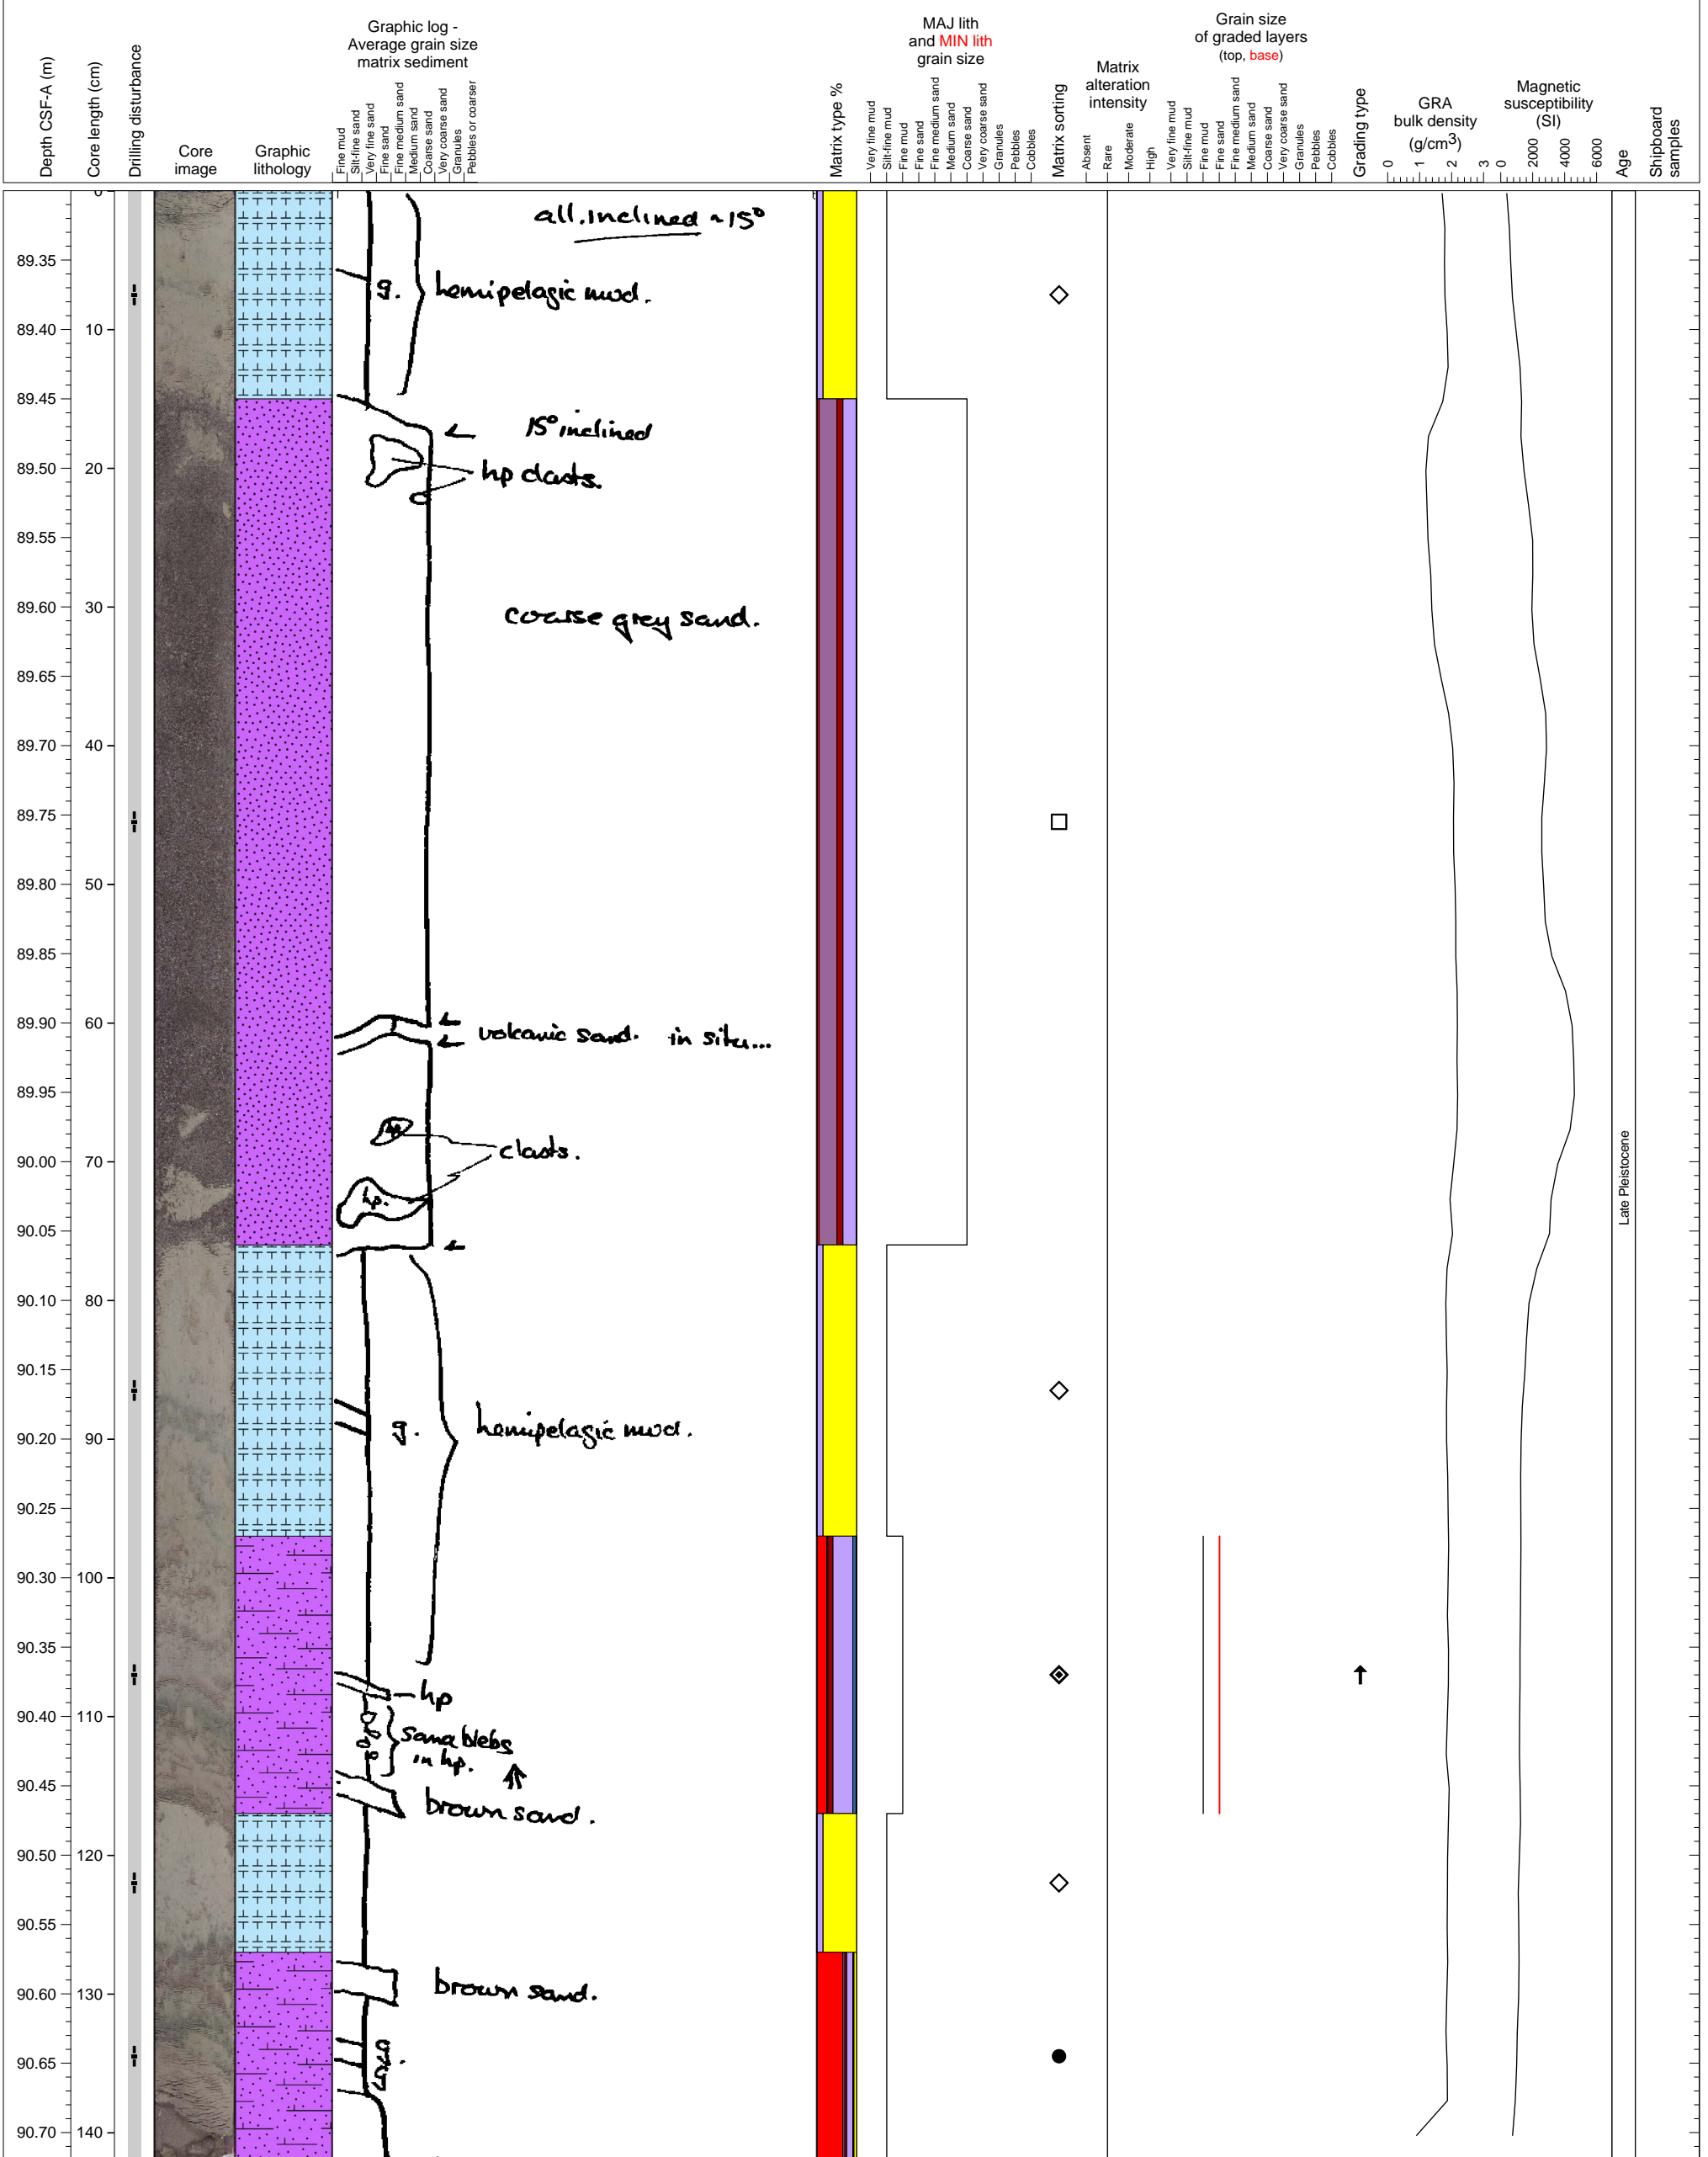 Depth CSF-A (m)
Core length (cm)
Drilling disturbance
Core
image
Graphic
lithology
Graphic log -
Average grain size
matrix sediment
Fine mud
Silt-fine sand
Very fine sand
Fine sand
Fine medium sand
Medium sand
Coarse sand
Very coarse sand
Granules
Pebbles or coarser
Matrix type %
MAJ lith
and MIN lith
grain size
Very fine mud
Silt-fine mud
Fine mud
Fine sand
Fine medium sand
Medium sand
Coarse sand
Very coarse sand
Granules
Pebbles
Cobbles
Matrix sorting
Matrix
alteration
intensity
Absent
Rare
Moderate
High
Grain size
of graded layers
(top, base)
Very fine mud
Silt-fine mud
Fine mud
Fine sand
Fine medium sand
Medium sand
Coarse sand
Very coarse sand
Granules
Pebbles
Cobbles
Grading type
GRA
bulk density
(g/cm3)
0 1 2 3
Magnetic
susceptibility
(SI)
0 2000 4000 6000
Age
Shipboard
samples
0
all. inclined ~ 15°
89.35
g. hemipelagic mud.
89.40 10
89.45
15° inclined
89.50 20
hp clasts.
89.55
89.60 30
coarse grey sand.
89.65
89.70 40
89.75
89.80 50
89.85
89.90 60
volcanic sand. in situ...
89.95
hp
clasts.
90.00 70
hp.
90.05
Late Pleistocene
90.10 80
90.15
90.20 90
g. hemipelagic mud.
90.25
90.30 100
90.35
hp
90.40 110
sand blebs
in hp.
90.45
brown sand.
90.50 120
90.55
90.60 130
brown sand.
90.65
90.70 140